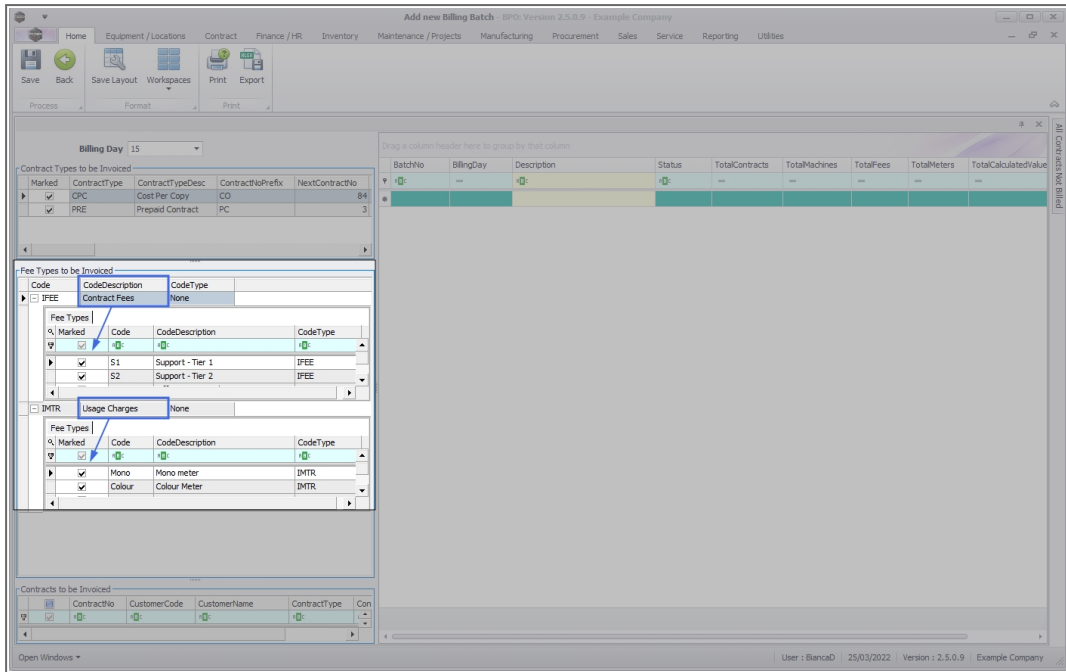 Add new Billing Batch - BPO: Version 2.5.0.9 - Example Company
Home Equipment / Locations Contract Finance / HR Inventory Maintenance / Projects Manufacturing Procurement Sales Service Reporting Utilities
Save Back Save Layout Workspaces Print Export
Process Format Print
All Contracts Not Billed
Billing Day 15
Drag a column header here to group by that column
Contract Types to be Invoiced
Marked ContractType ContractTypeDesc ContractNoPrefix NextContractNo
CPC Cost Per Copy CO 84
PRE Prepaid Contract PC 3
BatchNo BillingDay Description Status TotalContracts TotalMachines TotalFees TotalMeters TotalCalculatedValue
Fee Types to be Invoiced
Code CodeDescription CodeType
IFEE Contract Fees None
Fee Types
Marked Code CodeDescription CodeType
S1 Support - Tier 1 IFEE
S2 Support - Tier 2 IFEE
IMTR Usage Charges None
Fee Types
Marked Code CodeDescription CodeType
Mono Mono meter IMTR
Colour Colour Meter IMTR
Contracts to be Invoiced
ContractNo CustomerCode CustomerName ContractType Con
Open Windows User : BiancaD 25/03/2022 Version : 2.5.0.9 Example Company